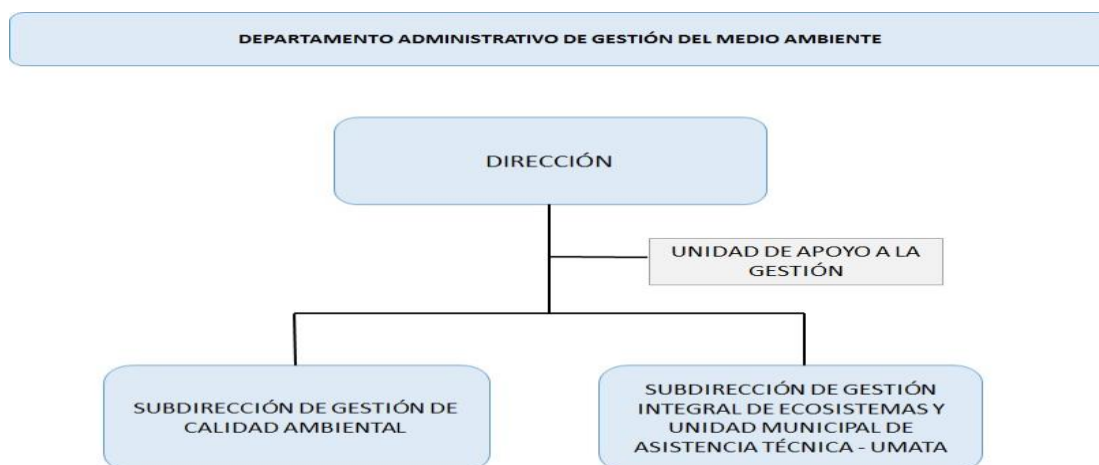 DEPARTAMENTO ADMINISTRATIVO DE GESTIÓN DEL MEDIO AMBIENTE
DIRECCIÓN
UNIDAD DE APOYO A LA
GESTIÓN
SUBDIRECCIÓN DE GESTIÓN DE
CALIDAD AMBIENTAL
SUBDIRECCIÓN DE GESTIÓN
INTEGRAL DE ECOSISTEMAS Y
UNIDAD MUNICIPAL DE
ASISTENCIA TÉCNICA - UMATA